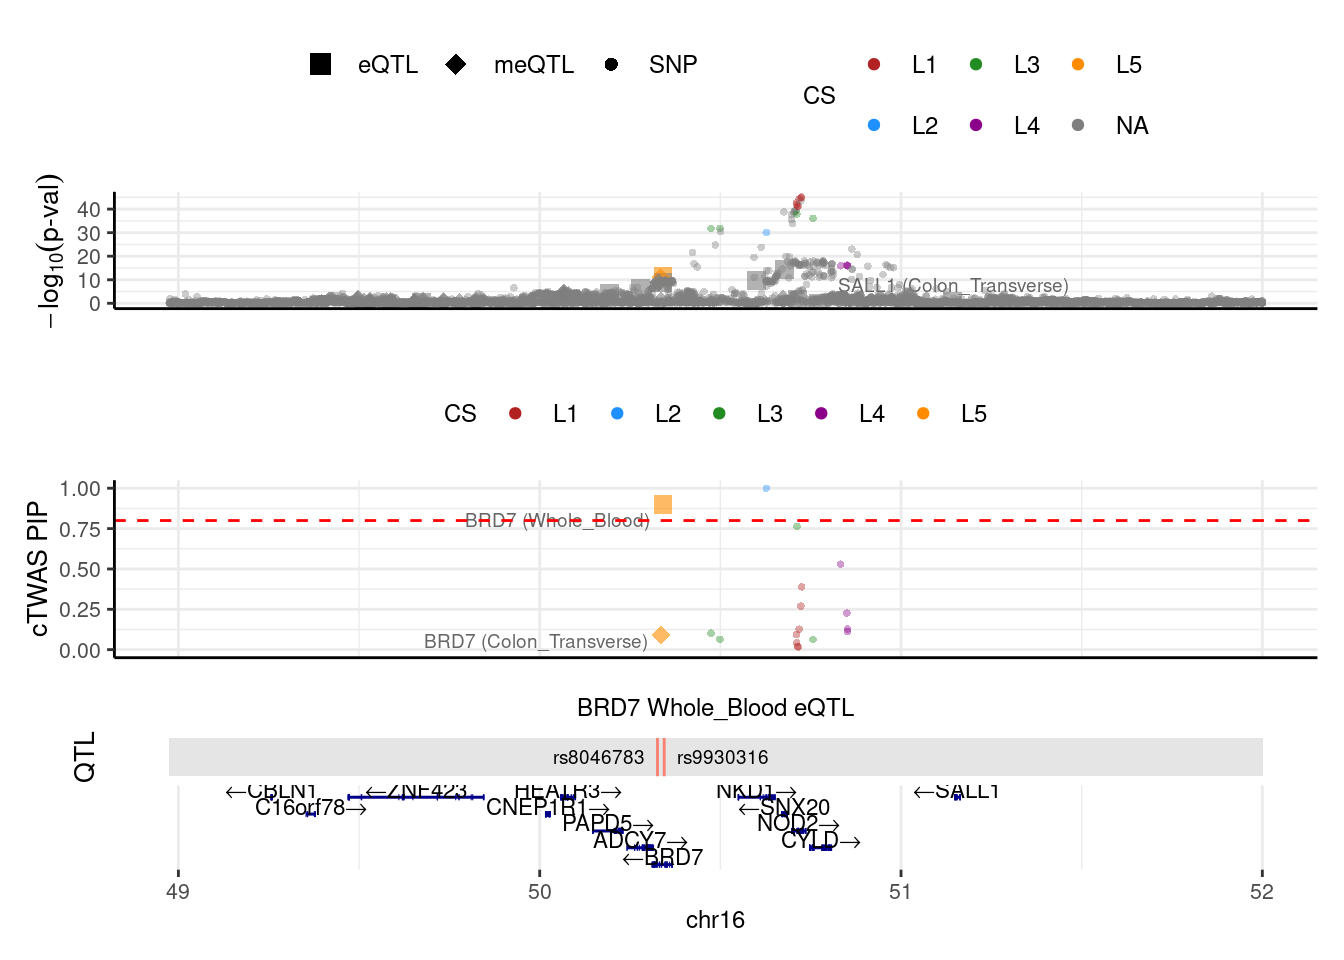 eQTL meQTL SNP
CS
L1 L3 L5
L2 L4 NA
−log10(p-val)
40
30
20
10
0
SALL1 (Colon_Transverse)
CS L1 L2 L3 L4 L5
cTWAS PIP
1.00
0.75
0.50
0.25
0.00
BRD7 (Whole_Blood)
BRD7 (Colon_Transverse)
BRD7 Whole_Blood eQTL
QTL
rs8046783 rs9930316
←CBLN1 ←ZNF423 HEATR3→ NKD1→ ←SALL1
C16orf78→ CNEP1R1→ ←SNX20
PAPD5→ NOD2→
ADCY7→ CYLD→
←BRD7
49 50 51 52
chr16